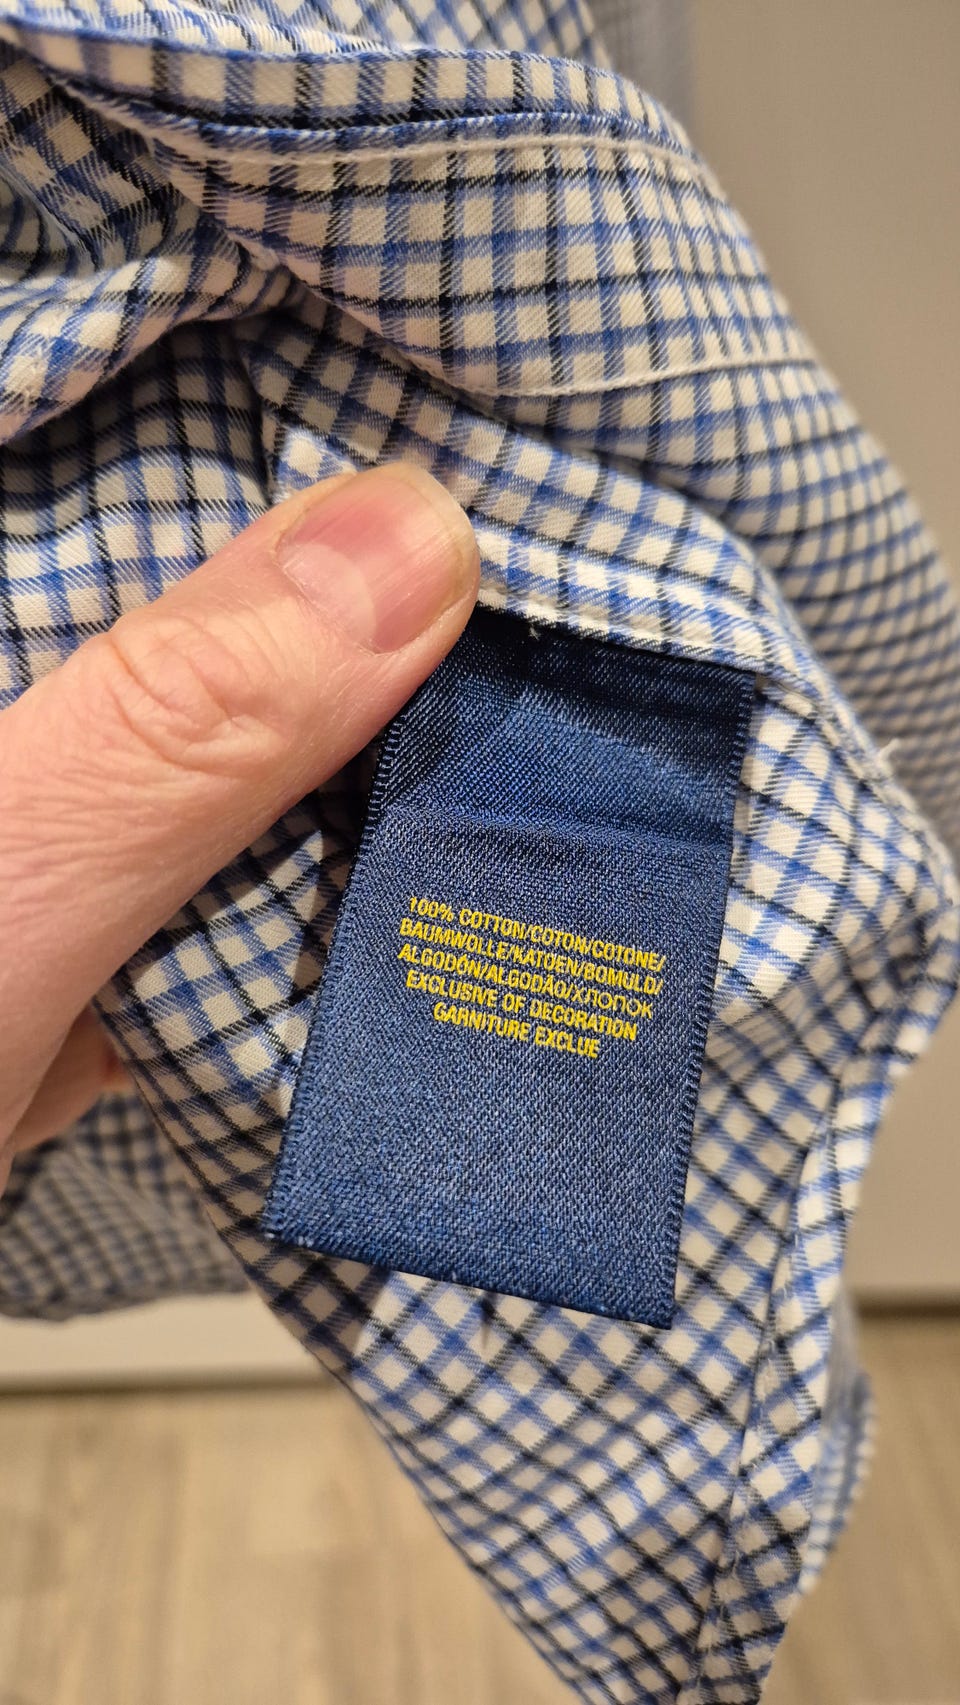 100% COTTON/COTON/COTONE/
BAUMWOLLE/KATOEN/BOMULD/
ALGODÓN/ALGODÃO/ХЛОПОК
EXCLUSIVE OF DECORATION
GARNITURE EXCLUE